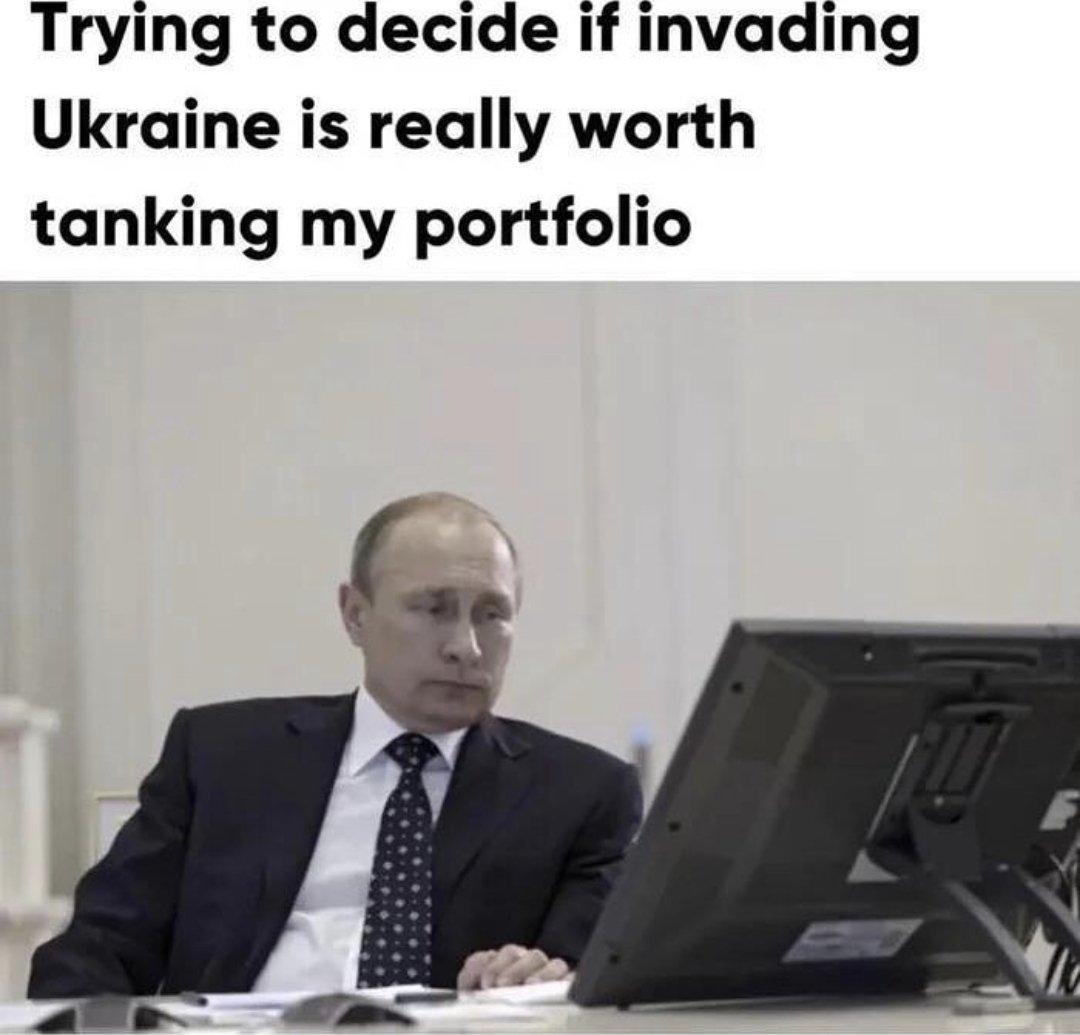 Trying to decide if invading
Ukraine is really worth
tanking my portfolio